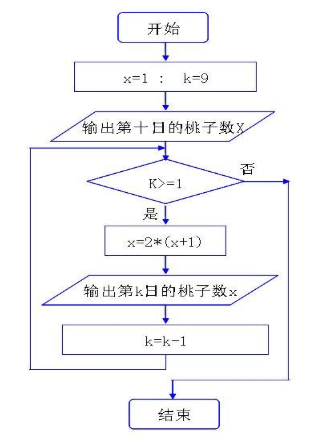 开始
x=1 : k=9
输出第十日的桃子数X
K>=1
否
是
x=2*(x+1)
输出第k日的桃子数x
k=k-1
结束